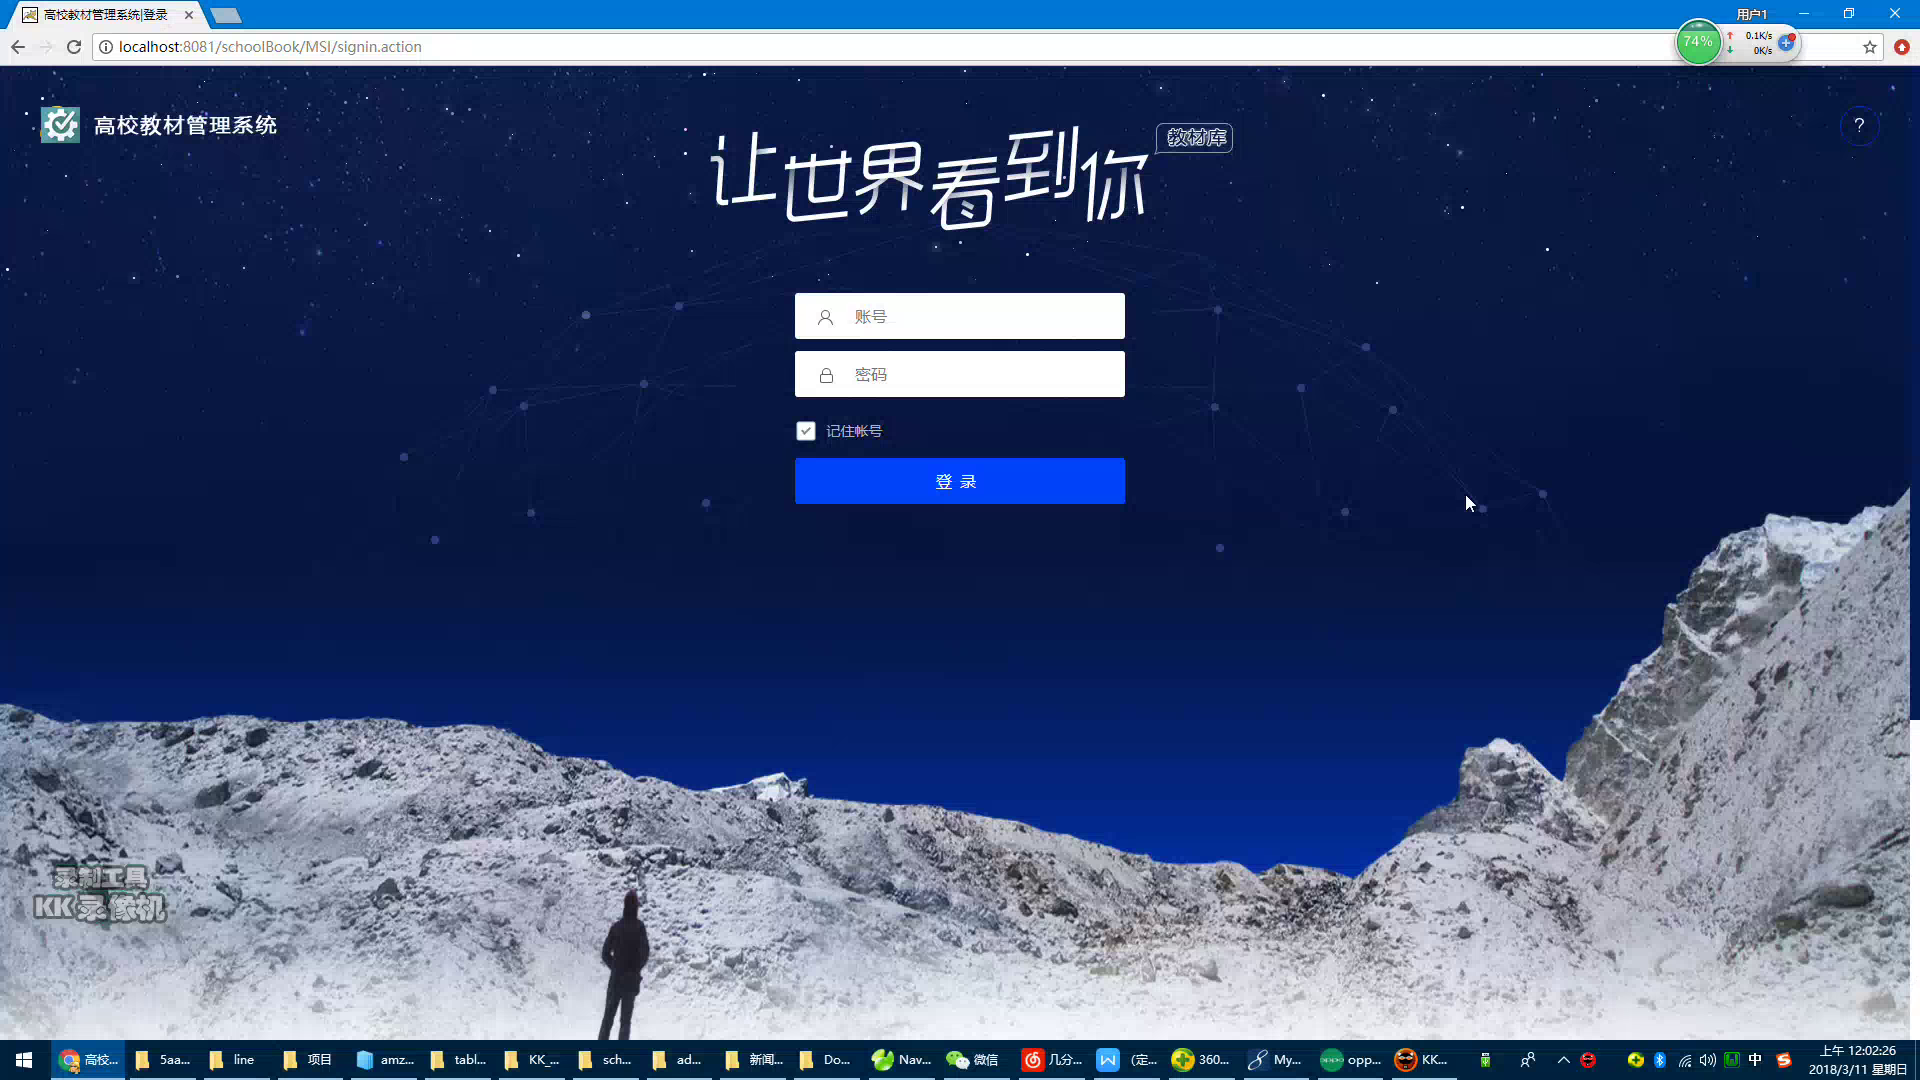 高校教材管理系统|登录
用户1
localhost:8081/schoolBook/MSI/signin.action
74%
0.1K/s
0K/s
高校教材管理系统
?
让世界看到你
教材库
账号
密码
记住帐号
登 录
录制工具
KK录像机
高校...
5aa...
line
项目
amz...
tabl...
KK_...
sch...
ad...
新闻...
Do...
Nav...
微信
几分...
(定...
360...
My...
opp...
KK...
中
上午 12:02:26
2018/3/11 星期日